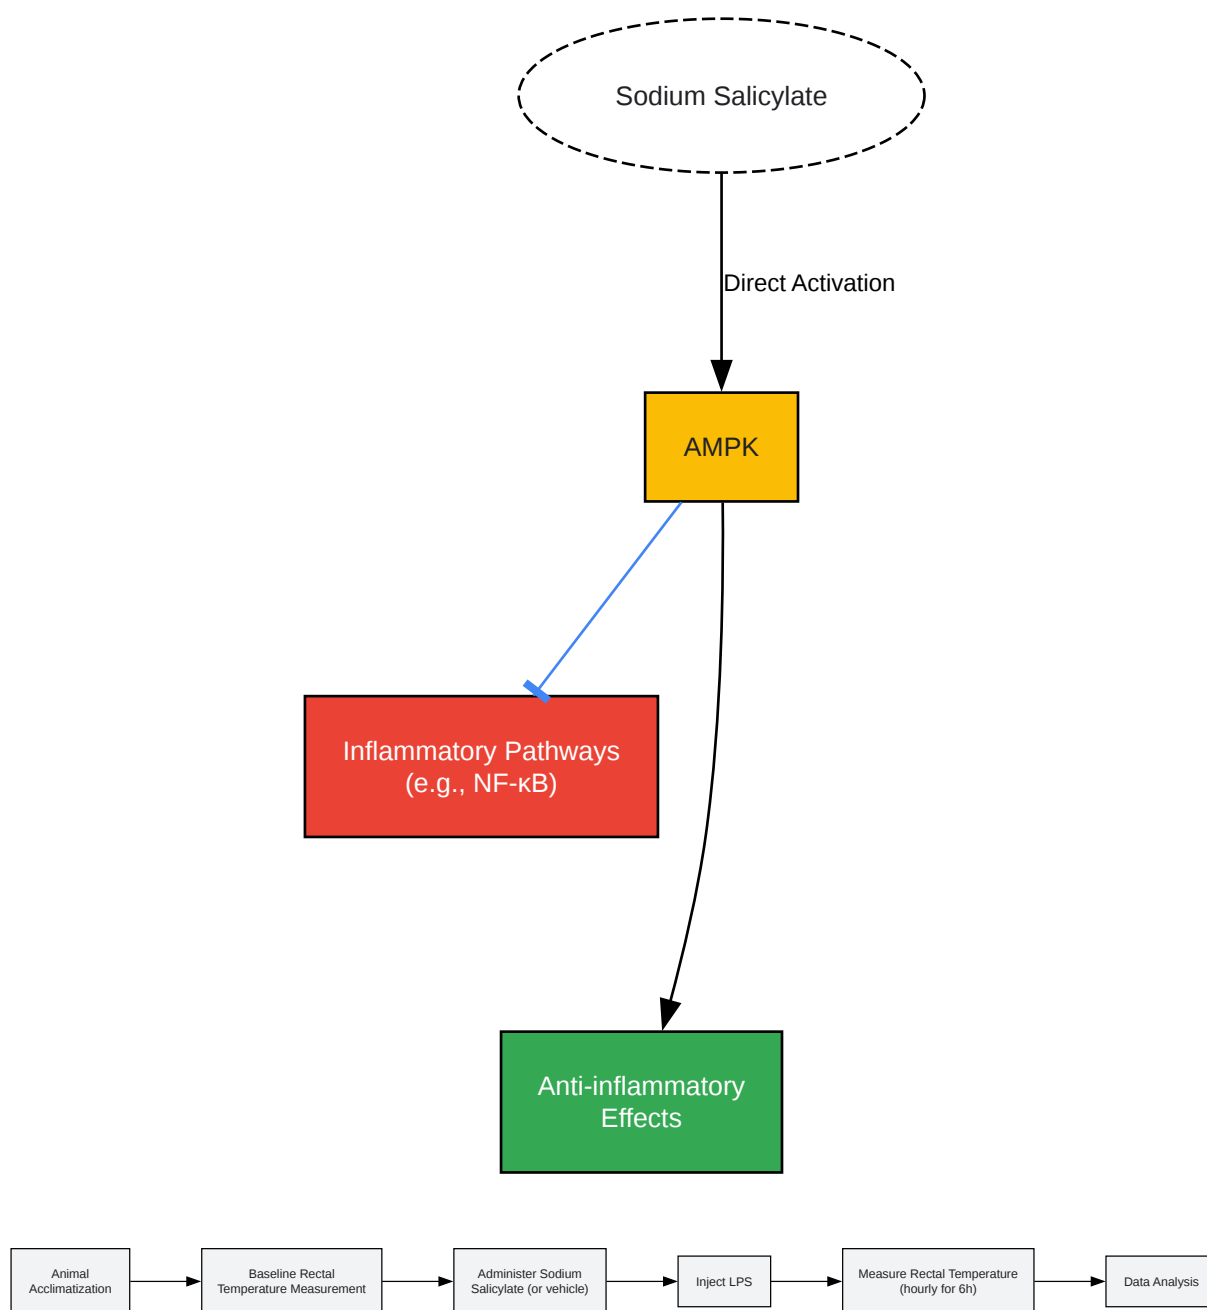 Sodium Salicylate
Direct Activation
AMPK
Inflammatory Pathways
(e.g., NF-κB)
Anti-inflammatory
Effects
Animal
Acclimatization
Baseline Rectal
Temperature Measurement
Administer Sodium
Salicylate (or vehicle)
Inject LPS
Measure Rectal Temperature
(hourly for 6h)
Data Analysis